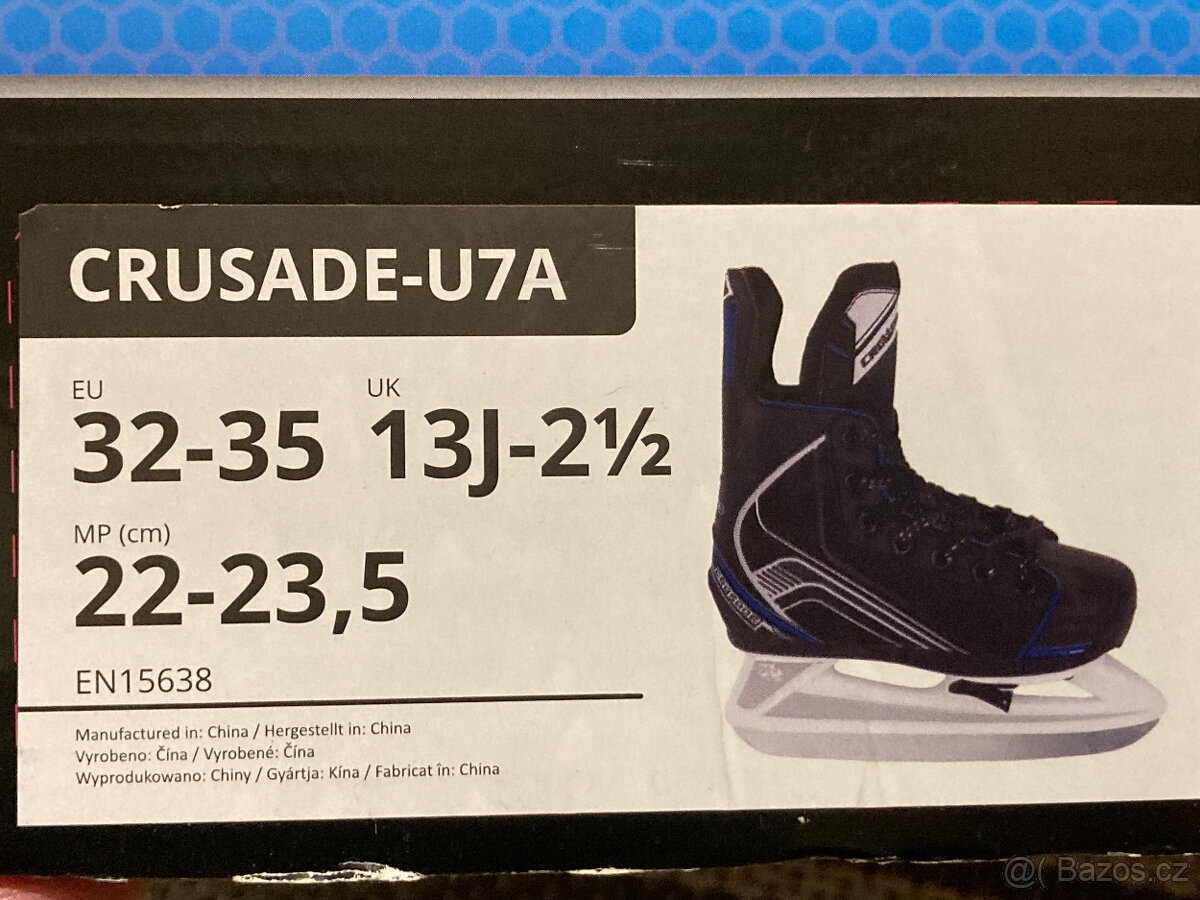 CRUSADE-U7A
EU UK
32-35 13J-2½
MP (cm)
22-23,5
EN15638
Manufactured in: China / Hergestellt in: China
Vyrobeno: Čína / Vyrobené: Čína
Wyprodukowano: Chiny / Gyártja: Kína / Fabricat în: China
@( Bazos.cz